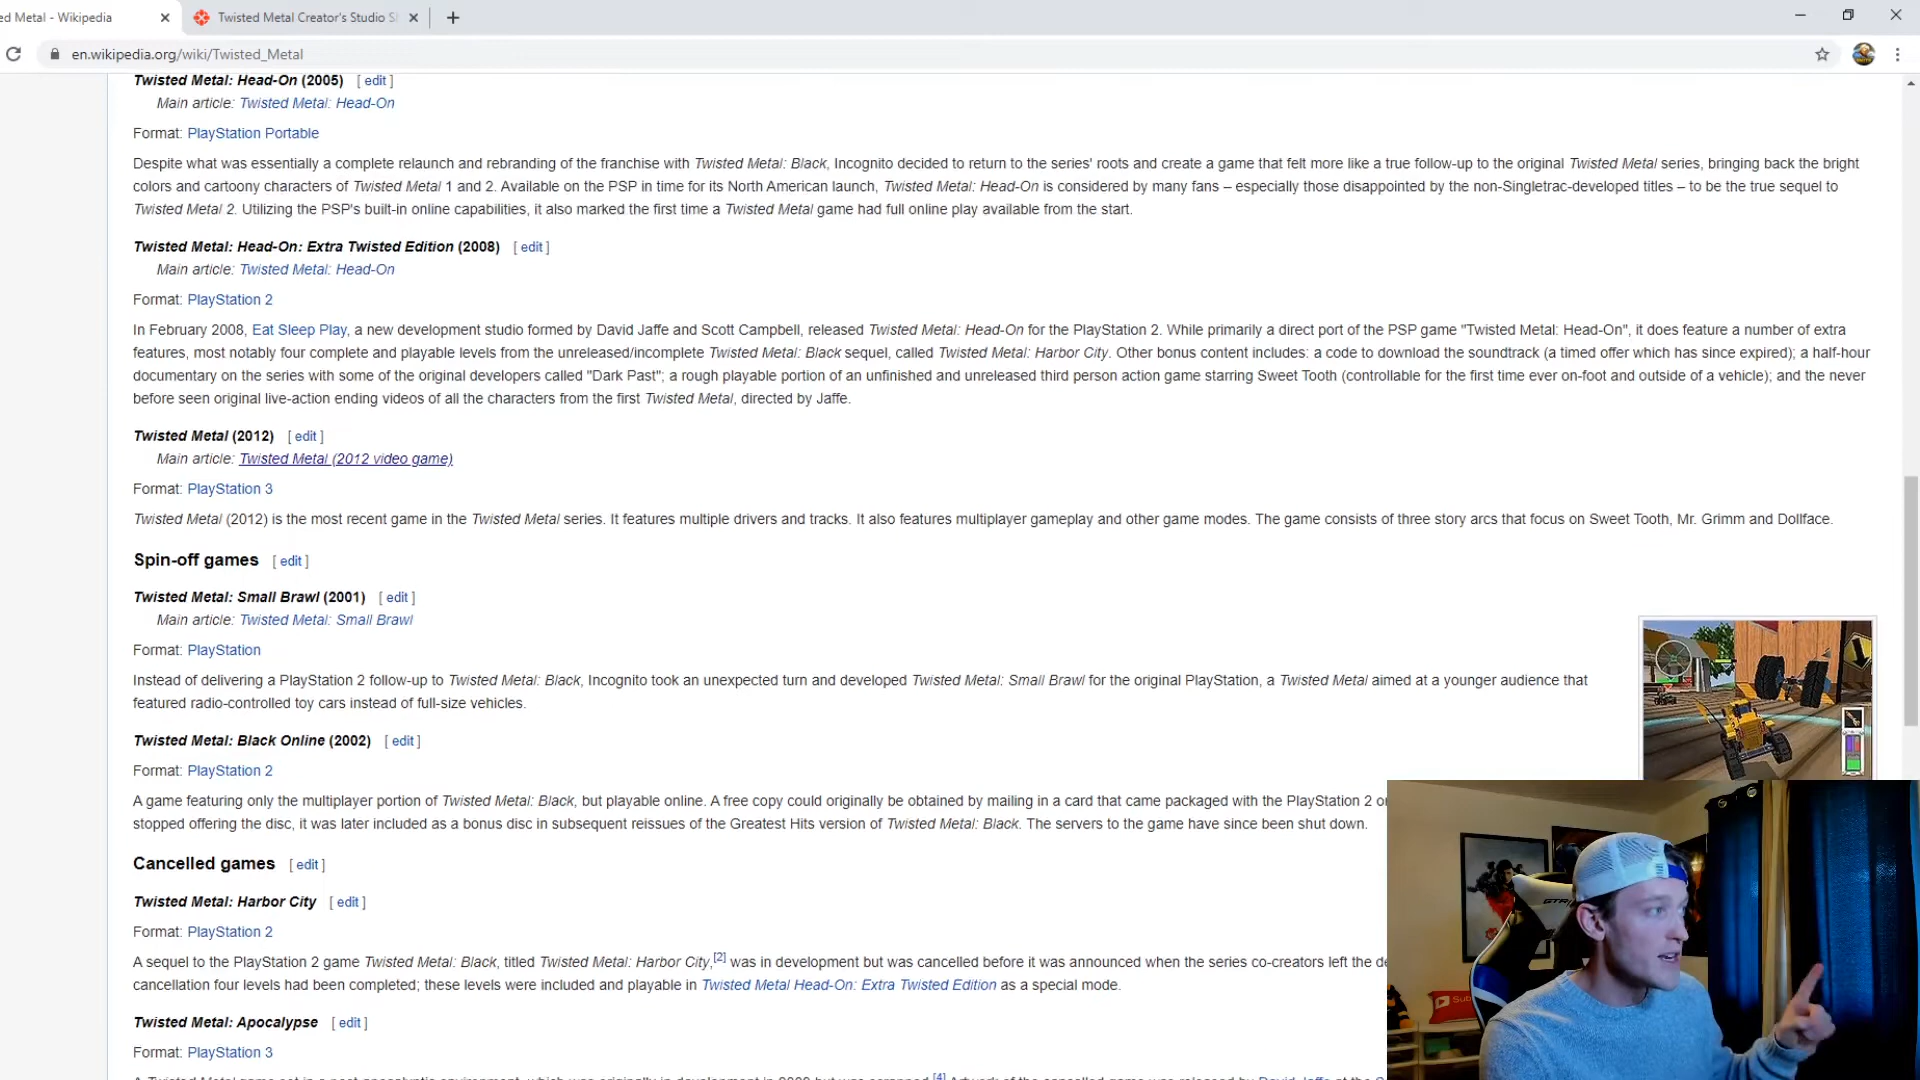 ed Metal - Wikipedia
Twisted Metal Creator's Studio S
en.wikipedia.org/wiki/Twisted_Metal
Twisted Metal: Head-On (2005) [ edit ]
Main article: Twisted Metal: Head-On
Format: PlayStation Portable
Despite what was essentially a complete relaunch and rebranding of the franchise with Twisted Metal: Black, Incognito decided to return to the series' roots and create a game that felt more like a true follow-up to the original Twisted Metal series, bringing back the bright
colors and cartoony characters of Twisted Metal 1 and 2. Available on the PSP in time for its North American launch, Twisted Metal: Head-On is considered by many fans – especially those disappointed by the non-Singletrac-developed titles – to be the true sequel to
Twisted Metal 2. Utilizing the PSP's built-in online capabilities, it also marked the first time a Twisted Metal game had full online play available from the start.
Twisted Metal: Head-On: Extra Twisted Edition (2008) [ edit ]
Main article: Twisted Metal: Head-On
Format: PlayStation 2
In February 2008, Eat Sleep Play, a new development studio formed by David Jaffe and Scott Campbell, released Twisted Metal: Head-On for the PlayStation 2. While primarily a direct port of the PSP game "Twisted Metal: Head-On", it does feature a number of extra
features, most notably four complete and playable levels from the unreleased/incomplete Twisted Metal: Black sequel, called Twisted Metal: Harbor City. Other bonus content includes: a code to download the soundtrack (a timed offer which has since expired); a half-hour
documentary on the series with some of the original developers called "Dark Past"; a rough playable portion of an unfinished and unreleased third person action game starring Sweet Tooth (controllable for the first time ever on-foot and outside of a vehicle); and the never
before seen original live-action ending videos of all the characters from the first Twisted Metal, directed by Jaffe.
Twisted Metal (2012) [ edit ]
Main article: Twisted Metal (2012 video game)
Format: PlayStation 3
Twisted Metal (2012) is the most recent game in the Twisted Metal series. It features multiple drivers and tracks. It also features multiplayer gameplay and other game modes. The game consists of three story arcs that focus on Sweet Tooth, Mr. Grimm and Dollface.
Spin-off games [ edit ]
Twisted Metal: Small Brawl (2001) [ edit ]
Main article: Twisted Metal: Small Brawl
Format: PlayStation
Instead of delivering a PlayStation 2 follow-up to Twisted Metal: Black, Incognito took an unexpected turn and developed Twisted Metal: Small Brawl for the original PlayStation, a Twisted Metal aimed at a younger audience that
featured radio-controlled toy cars instead of full-size vehicles.
Twisted Metal: Black Online (2002) [ edit ]
Format: PlayStation 2
A game featuring only the multiplayer portion of Twisted Metal: Black, but playable online. A free copy could originally be obtained by mailing in a card that came packaged with the PlayStation 2 or
stopped offering the disc, it was later included as a bonus disc in subsequent reissues of the Greatest Hits version of Twisted Metal: Black. The servers to the game have since been shut down.
Cancelled games [ edit ]
Twisted Metal: Harbor City [ edit ]
Format: PlayStation 2
A sequel to the PlayStation 2 game Twisted Metal: Black, titled Twisted Metal: Harbor City,[2] was in development but was cancelled before it was announced when the series co-creators left the de
cancellation four levels had been completed; these levels were included and playable in Twisted Metal Head-On: Extra Twisted Edition as a special mode.
Twisted Metal: Apocalypse [ edit ]
Format: PlayStation 3